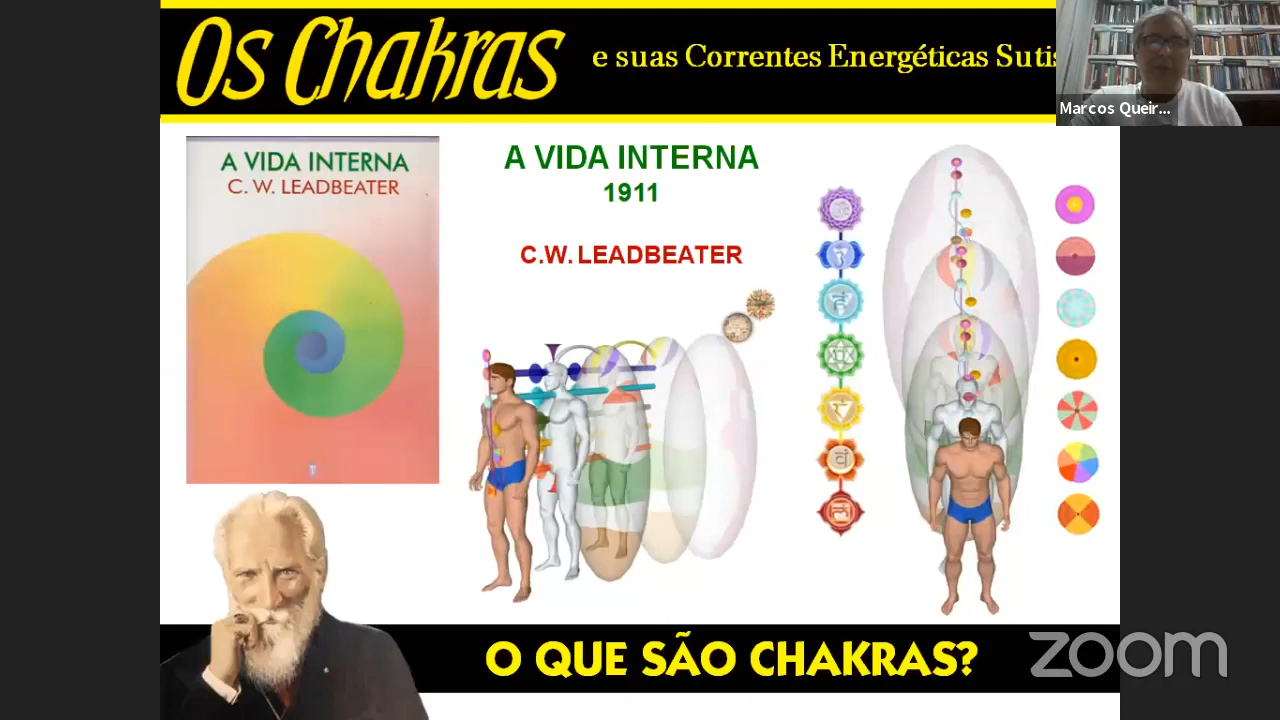 Os Chakras
e suas Correntes Energéticas Sutis
Marcos Queir...
A VIDA INTERNA
C. W. LEADBEATER
A VIDA INTERNA
1911
C.W. LEADBEATER
O QUE SÃO CHAKRAS?
zoom